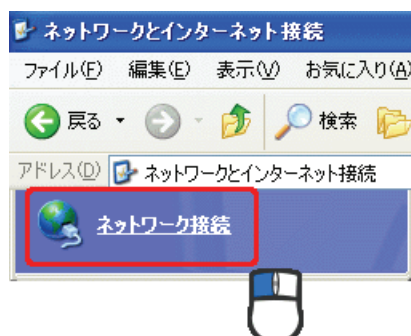 ネットワークとインターネット接続
ファイル(F) 編集(E) 表示(V) お気に入り(A)
戻る 検索
アドレス(D) ネットワークとインターネット接続
ネットワーク接続